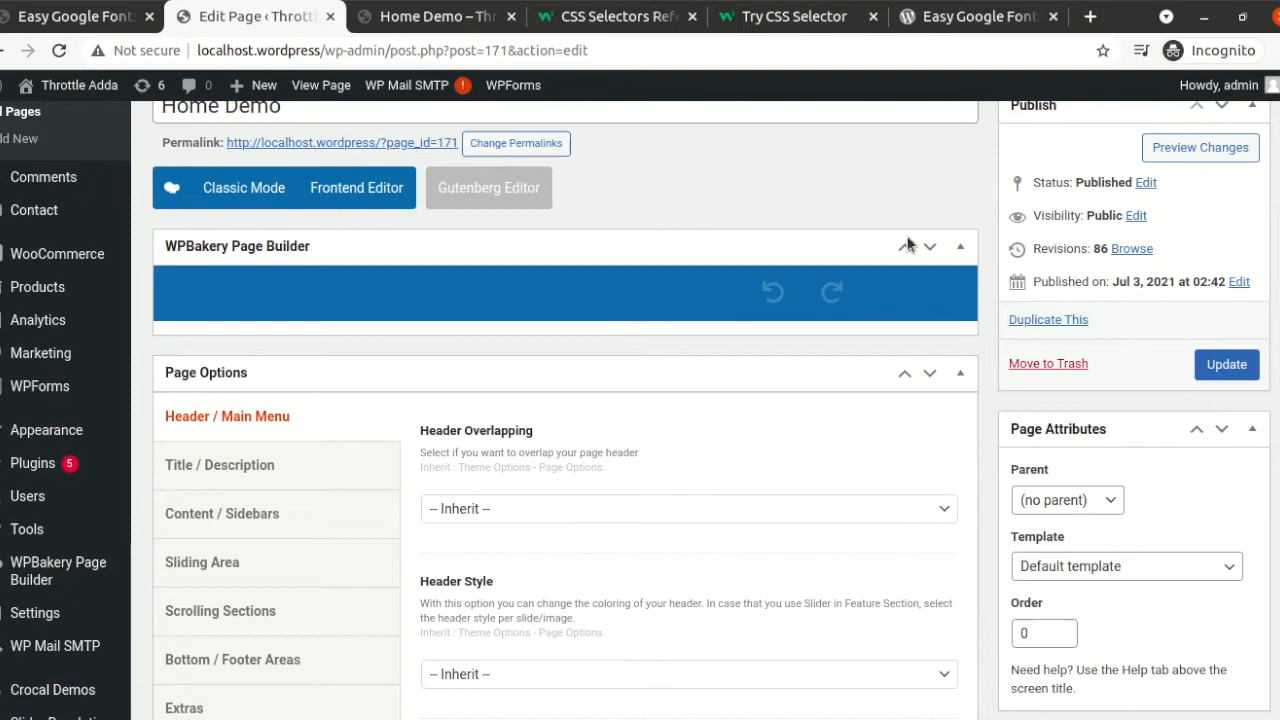 Easy Google Font
Edit Page ‹ Throttl
Home Demo – Thr
CSS Selectors Ref
Try CSS Selector
Easy Google Font
Not secure
localhost.wordpress/wp-admin/post.php?post=171&action=edit
Incognito
Throttle Adda
6
0
New
View Page
WP Mail SMTP !
WPForms
Howdy, admin
l Pages
dd New
Comments
Contact
WooCommerce
Products
Analytics
Marketing
WPForms
Appearance
Plugins 5
Users
Tools
WPBakery Page
Builder
Settings
WP Mail SMTP
Crocal Demos
Home Demo
Permalink: http://localhost.wordpress/?page_id=171 Change Permalinks
Classic Mode Frontend Editor Gutenberg Editor
WPBakery Page Builder
Page Options
Header / Main Menu
Title / Description
Content / Sidebars
Sliding Area
Scrolling Sections
Bottom / Footer Areas
Extras
Header Overlapping
Select if you want to overlap your page header
Inherit : Theme Options - Page Options.
-- Inherit --
Header Style
With this option you can change the coloring of your header. In case that you use Slider in Feature Section, select
the header style per slide/image.
Inherit : Theme Options - Page Options.
-- Inherit --
Publish
Preview Changes
Status: Published Edit
Visibility: Public Edit
Revisions: 86 Browse
Published on: Jul 3, 2021 at 02:42 Edit
Duplicate This
Move to Trash Update
Page Attributes
Parent
(no parent)
Template
Default template
Order
0
Need help? Use the Help tab above the
screen title.